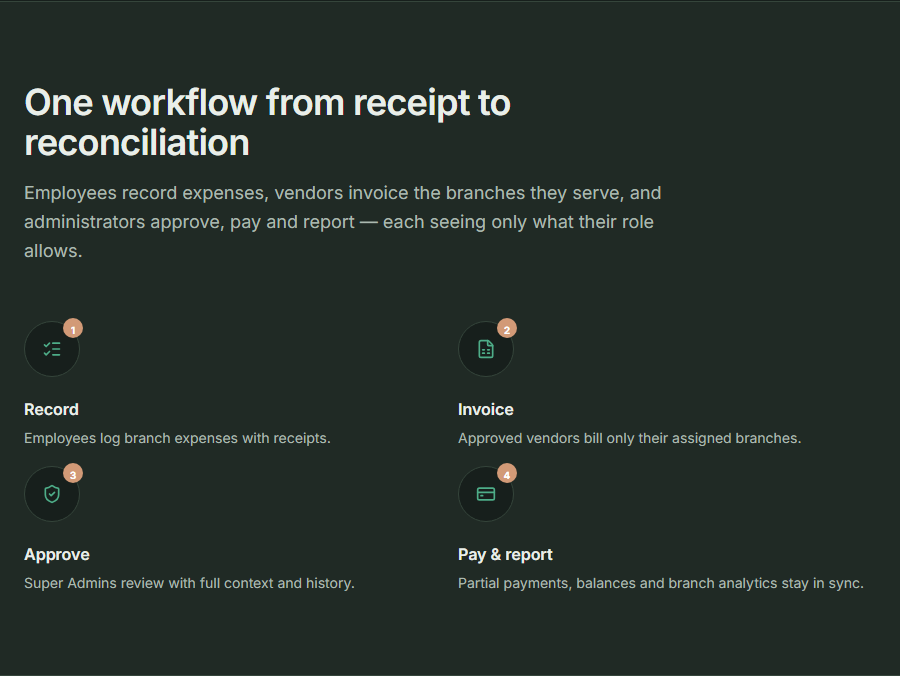 One workflow from receipt to
reconciliation
Employees record expenses, vendors invoice the branches they serve, and
administrators approve, pay and report — each seeing only what their role
allows.
1
Record
Employees log branch expenses with receipts.
2
Invoice
Approved vendors bill only their assigned branches.
3
Approve
Super Admins review with full context and history.
4
Pay & report
Partial payments, balances and branch analytics stay in sync.